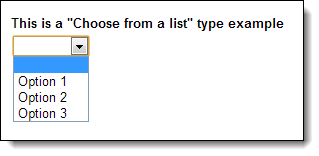 This is a "Choose from a list" type example
Option 1
Option 2
Option 3